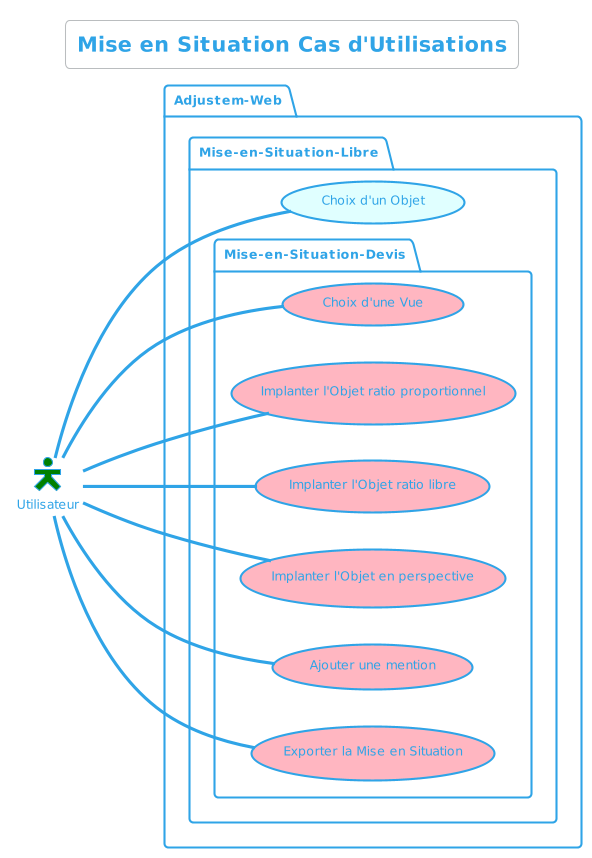 Mise en Situation Cas d'Utilisations
Adjustem-Web
Mise-en-Situation-Libre
Choix d'un Objet
Mise-en-Situation-Devis
Choix d'une Vue
Implanter l'Objet ratio proportionnel
Implanter l'Objet ratio libre
Utilisateur
Implanter l'Objet en perspective
Ajouter une mention
Exporter la Mise en Situation